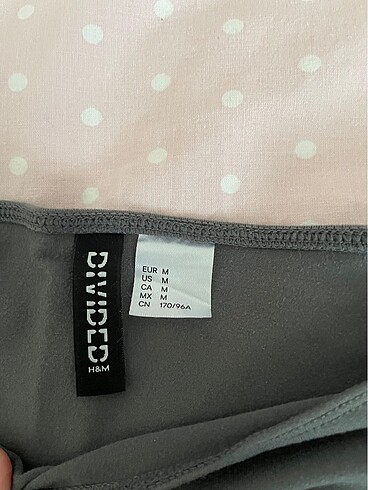 DIVIDED
H&M
EUR M
US M
CA M
MX M
CN 170/96A